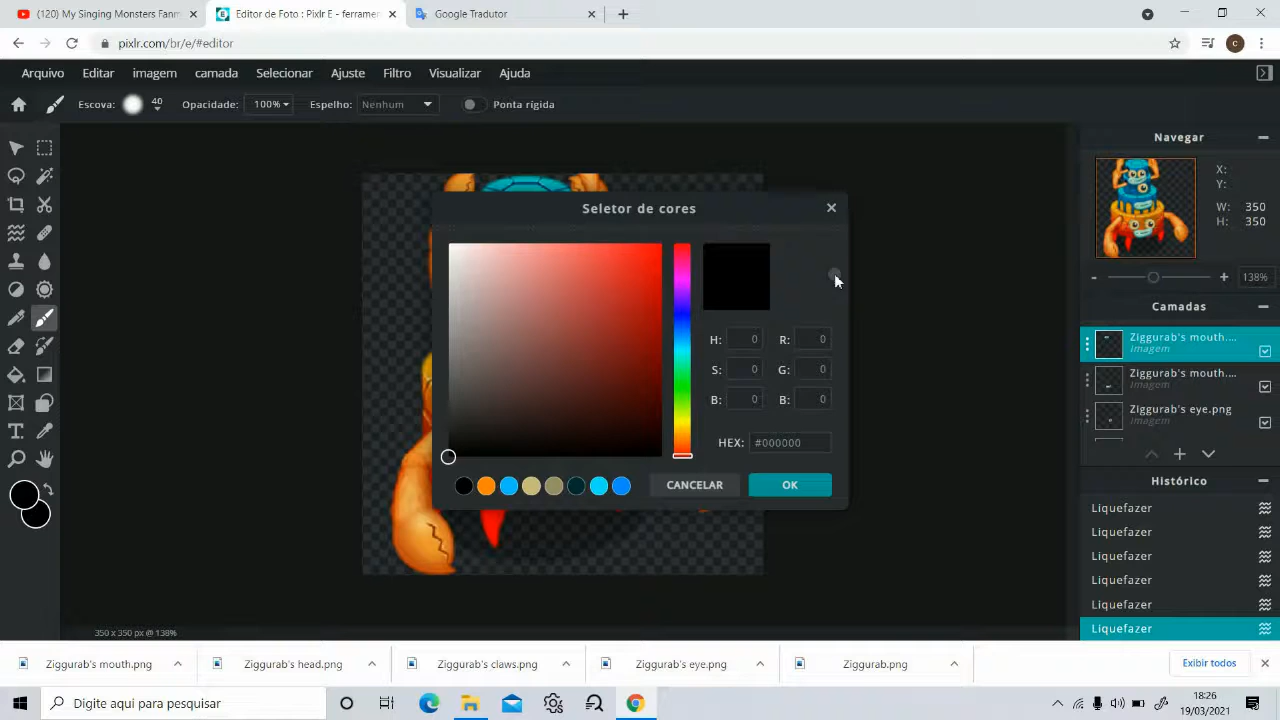 (120) My Singing Monsters Fanm
Editor de Foto : Pixlr E - ferramer
Google Tradutor
pixlr.com/br/e/#editor
Arquivo Editar imagem camada Selecionar Ajuste Filtro Visualizar Ajuda
Escova: 40 Opacidade: 100% Espelho: Nenhum Ponta rígida
Navegar
X:
Y:
W: 350
H: 350
138%
Seletor de cores
H: 0 R: 0
S: 0 G: 0
B: 0 B: 0
HEX: #000000
CANCELAR OK
Camadas
Ziggurab's mouth....
Imagem
Ziggurab's mouth....
Imagem
Ziggurab's eye.png
Imagem
Histórico
Liquefazer
Liquefazer
Liquefazer
Liquefazer
Liquefazer
Liquefazer
350 x 350 px @ 138%
Ziggurab's mouth.png Ziggurab's head.png Ziggurab's claws.png Ziggurab's eye.png Ziggurab.png Exibir todos
Digite aqui para pesquisar
18:26
19/03/2021